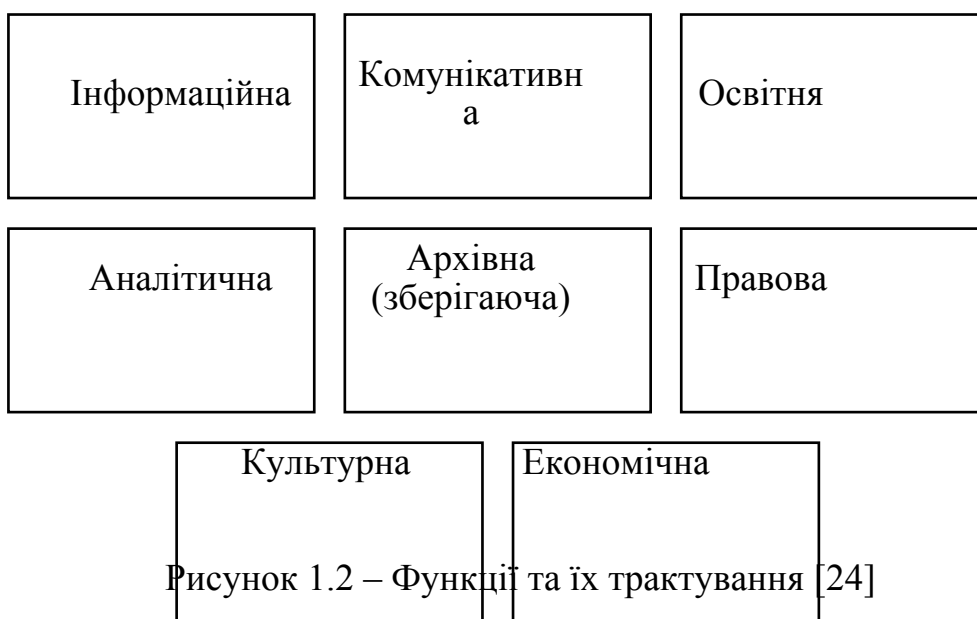 Інформаційна
Комунікативн
а
Освітня
Аналітична
Архівна
(зберігаюча)
Правова
Культурна
Економічна
Рисунок 1.2 – Функції та їх трактування [24]